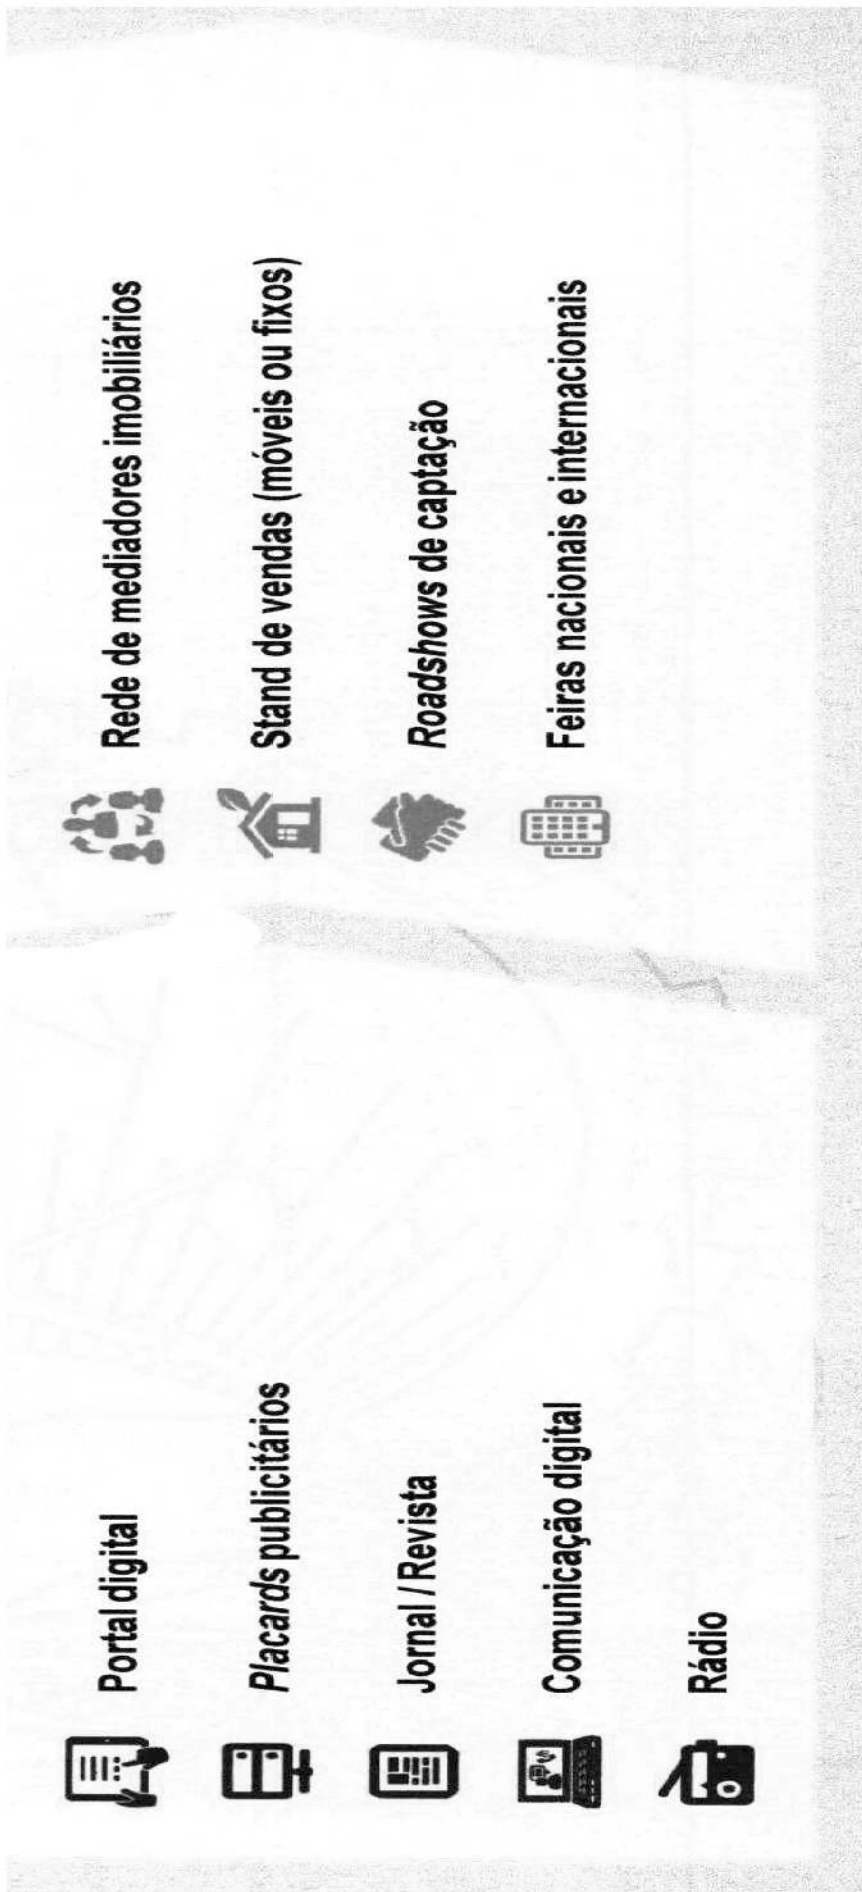 Portal digital
Placards publicitários
Jornal / Revista
Comunicação digital
Rádio
Rede de mediadores imobiliários
Stand de vendas (móveis ou fixos)
Roadshows de captação
Feiras nacionais e internacionais